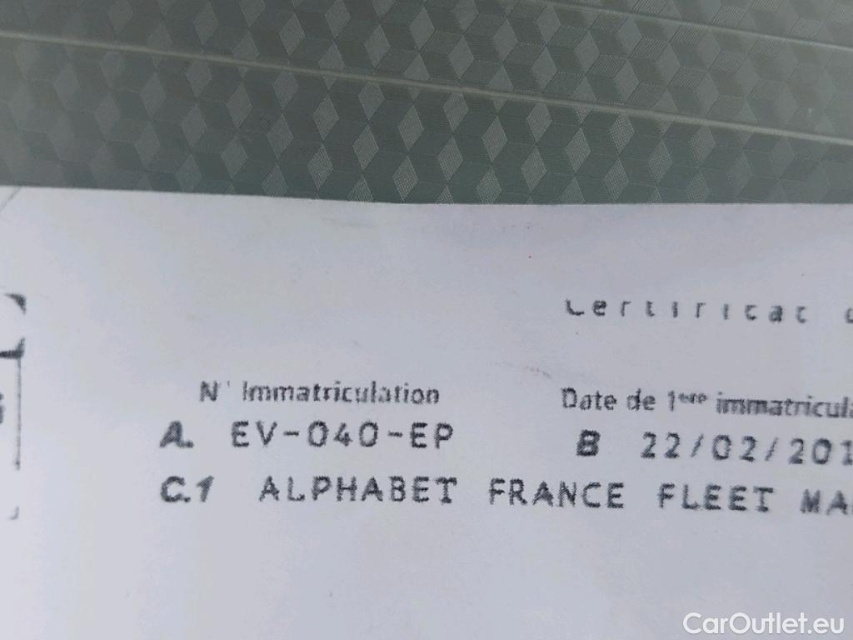 Certificat
N° Immatriculation Date de 1ère immatricula
A. EV-040-EP B 22/02/201
C.1 ALPHABET FRANCE FLEET MA
CarOutlet.eu